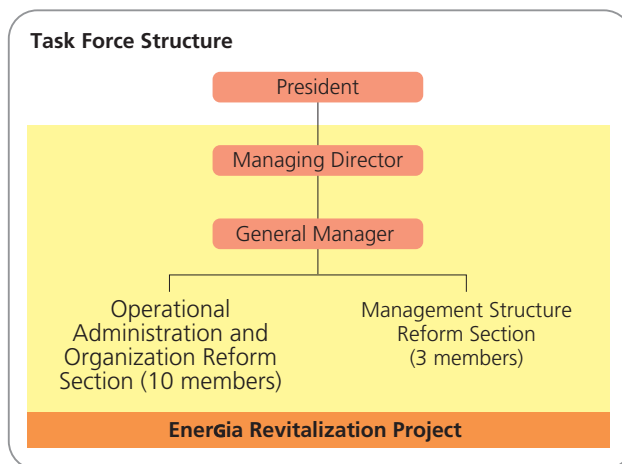 Task Force Structure
President
Managing Director
General Manager
Operational
Administration and
Organization Reform
Section (10 members)
Management Structure
Reform Section
(3 members)
EnerGia Revitalization Project